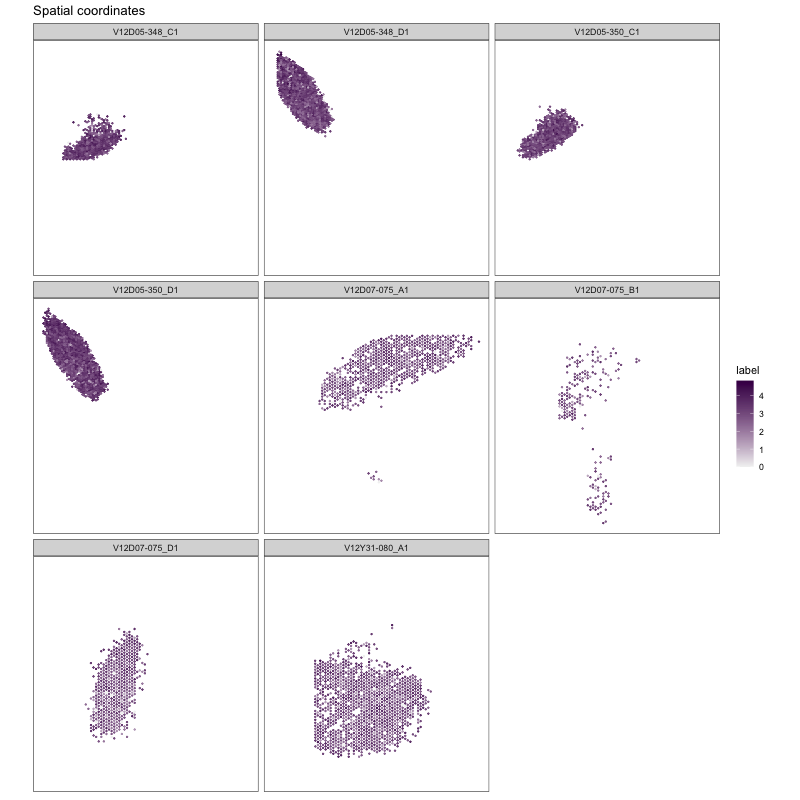 Spatial coordinates
V12D05-348_C1
V12D05-348_D1
V12D05-350_C1
V12D05-350_D1
V12D07-075_A1
V12D07-075_B1
label
4
3
2
1
0
V12D07-075_D1
V12Y31-080_A1